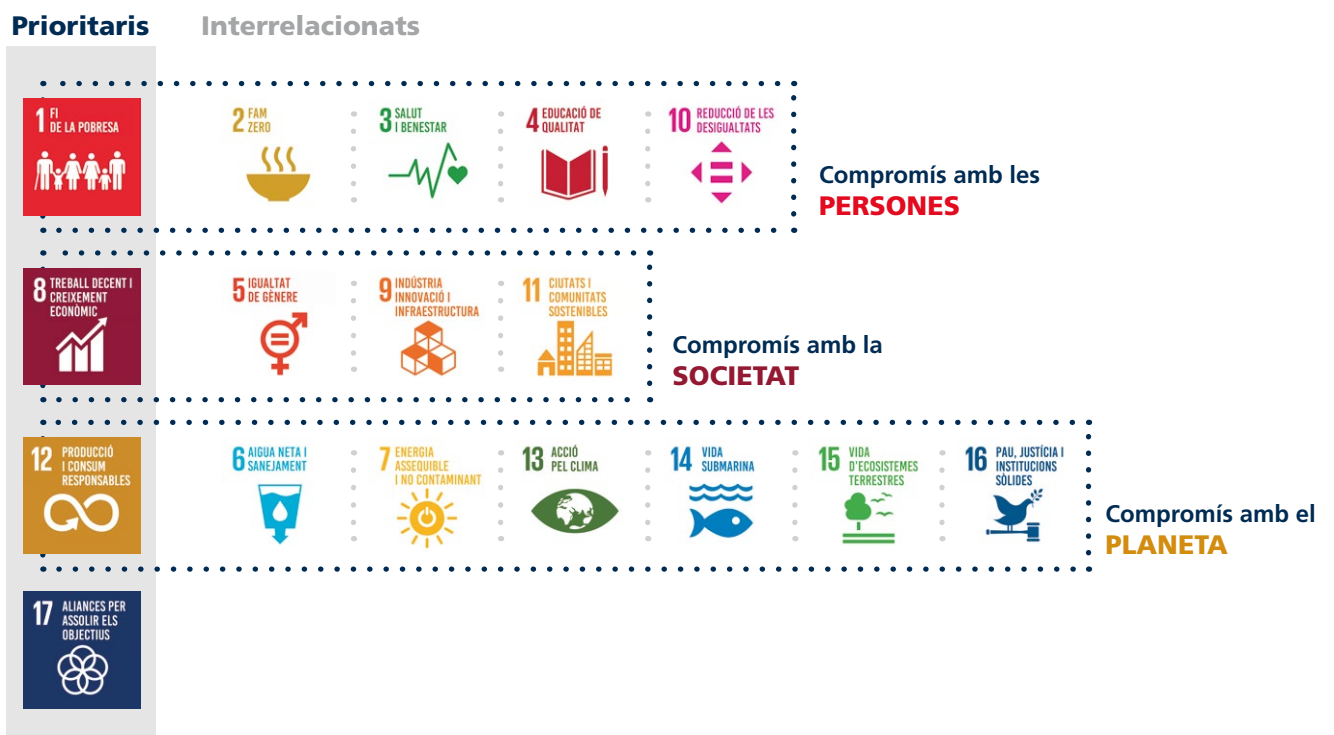 Prioritaris
Interrelacionats
1 FI
DE LA POBRESA
2 FAM
ZERO
3 SALUT
I BENESTAR
4 EDUCACIÓ DE
QUALITAT
10 REDUCCIÓ DE LES
DESIGUALTATS
Compromís amb les
PERSONES
8 TREBALL DECENT I
CREIXEMENT
ECONÒMIC
5 IGUALTAT
DE GÈNERE
9 INDÚSTRIA
INNOVACIÓ I
INFRAESTRUCTURA
11 CIUTATS I
COMUNITATS
SOSTENIBLES
Compromís amb la
SOCIETAT
12 PRODUCCIÓ
I CONSUM
RESPONSABLES
6 AIGUA NETA I
SANEJAMENT
7 ENERGIA
ASSEQUIBLE
I NO CONTAMINANT
13 ACCIÓ
PEL CLIMA
14 VIDA
SUBMARINA
15 VIDA
D'ECOSISTEMES
TERRESTRES
16 PAU, JUSTÍCIA I
INSTITUCIONS
SÒLIDES
Compromís amb el
PLANETA
17 ALIANCES PER
ASSOLIR ELS
OBJECTIUS